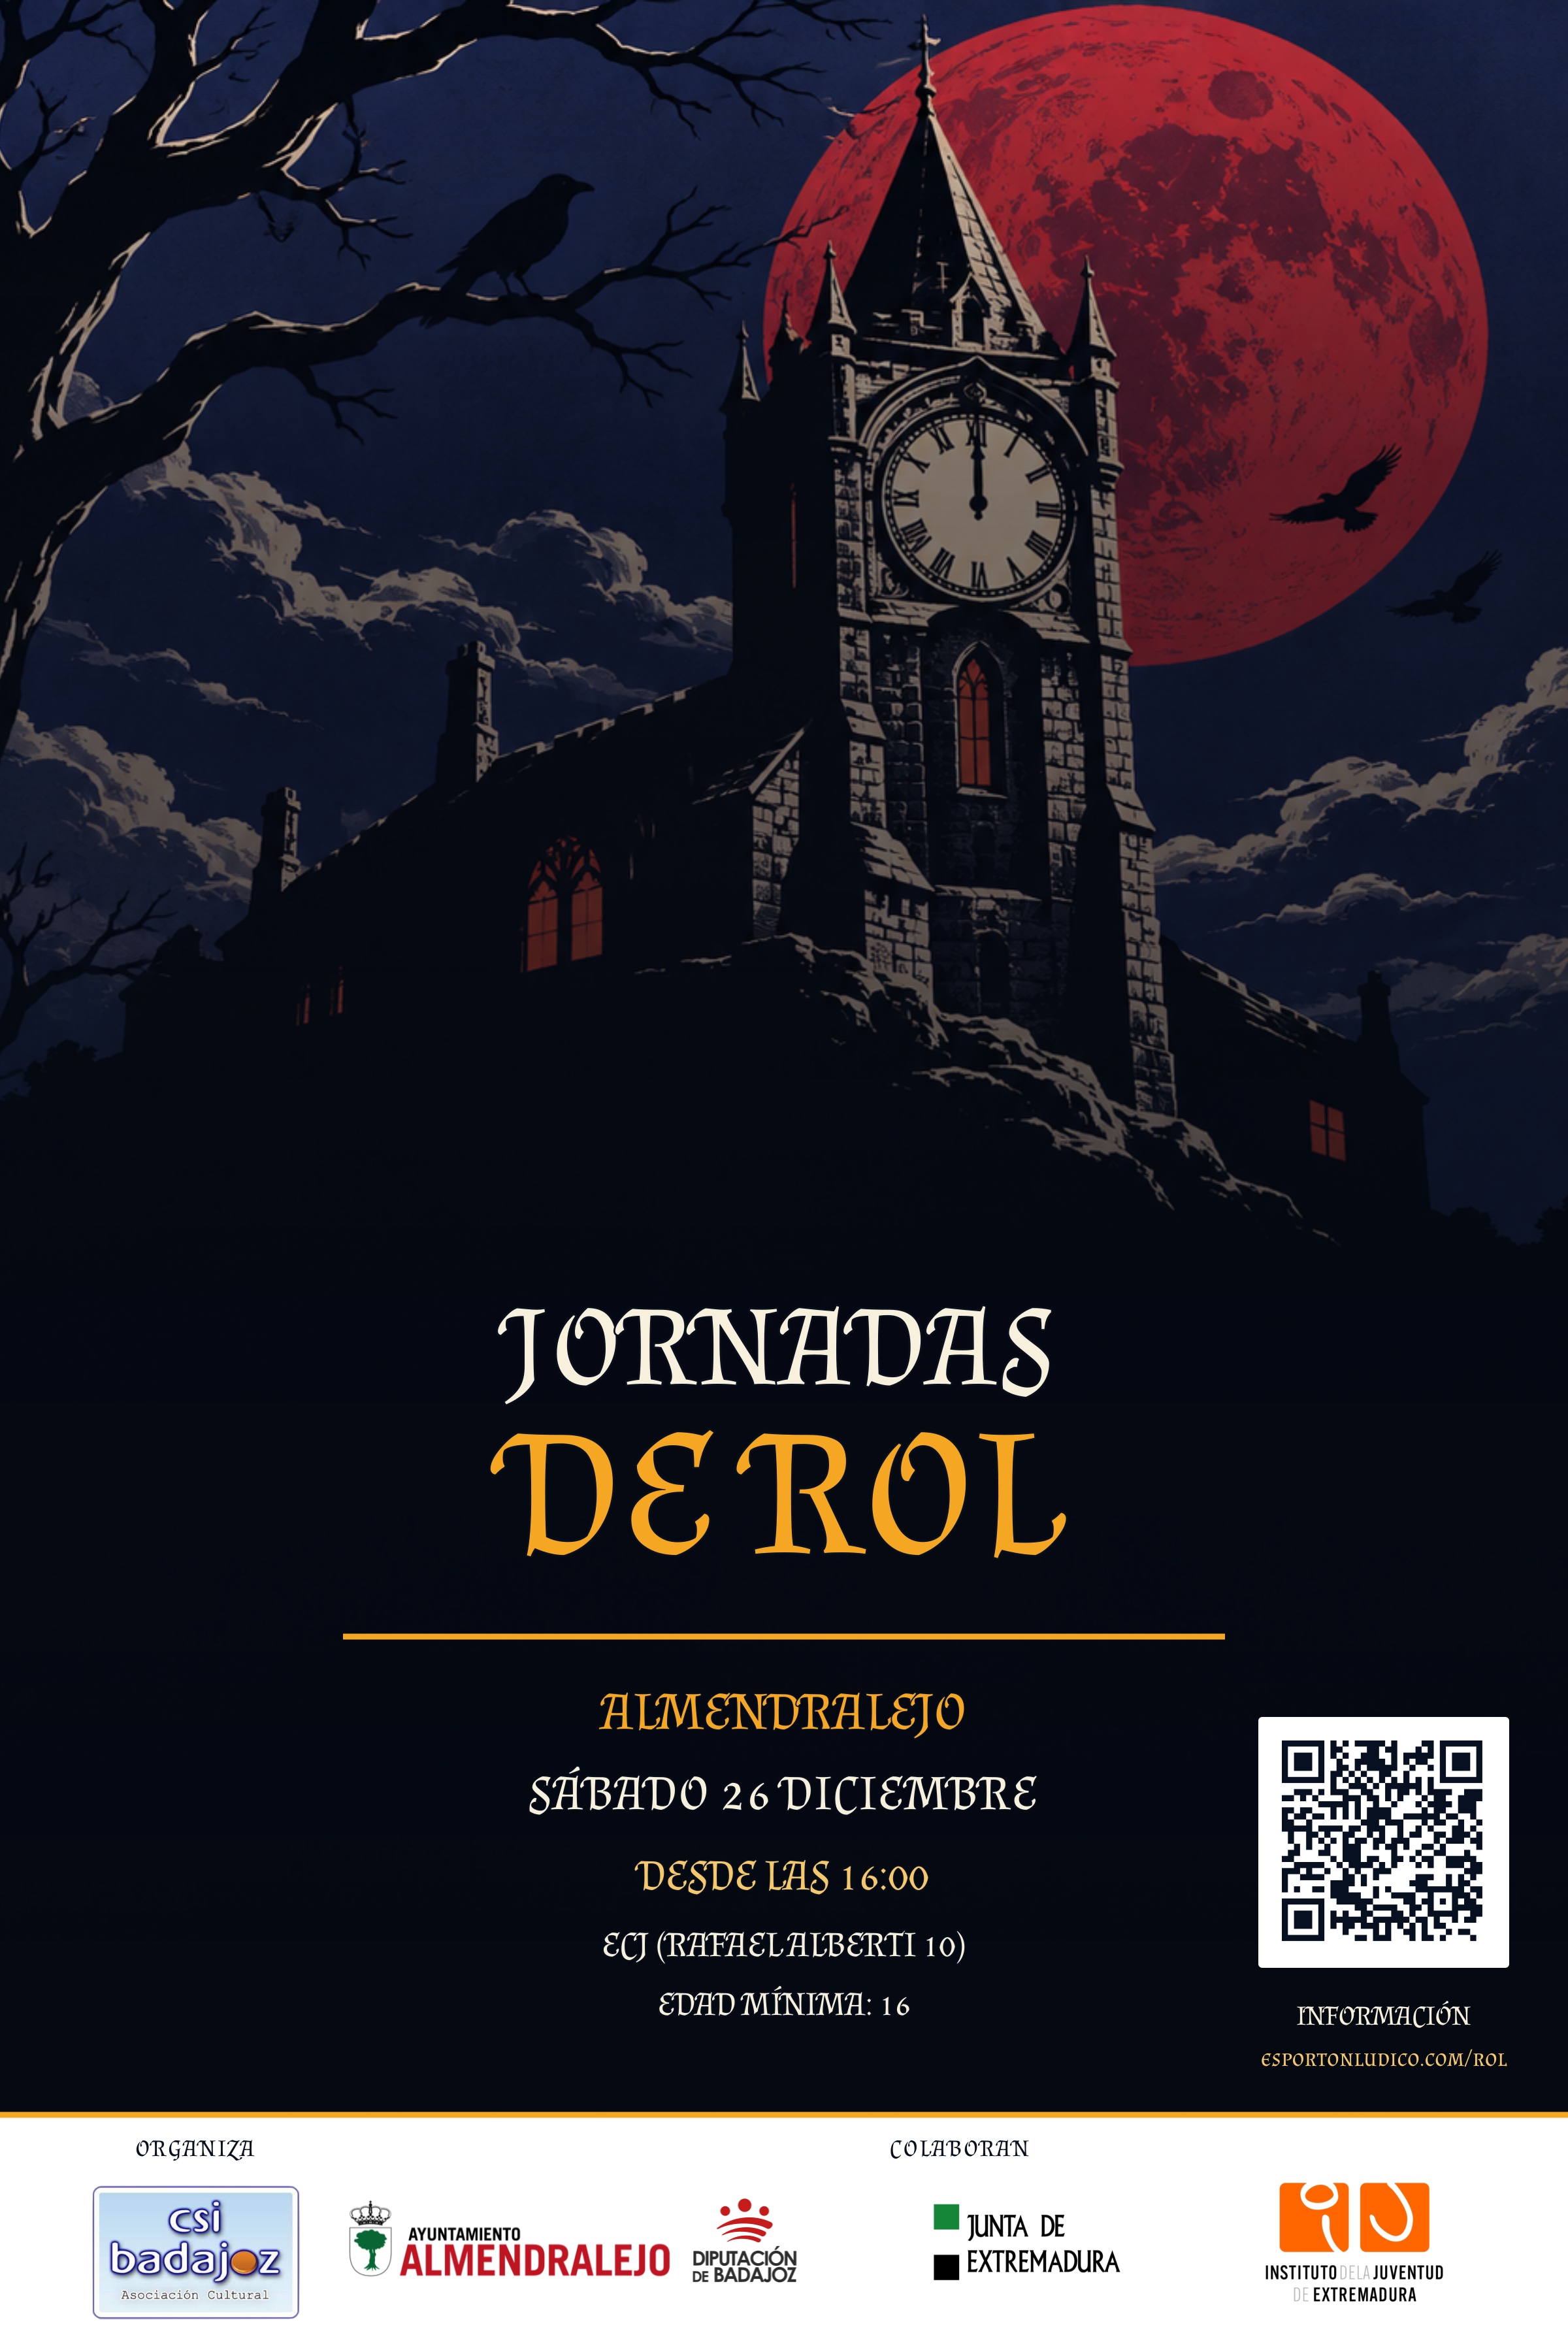 JORNADAS
DE ROL
ALMENDRALEJO
SÁBADO 26 DICIEMBRE
DESDE LAS 16:00
ECJ (RAFAEL ALBERTI 10)
EDAD MÍNIMA: 16
INFORMACIÓN
ESPORTONLUDICO.COM/ROL
ORGANIZA
csi
badajoz
Asociación Cultural
COLABORAN
AYUNTAMIENTO
ALMENDRALEJO
DIPUTACIÓN
DE BADAJOZ
JUNTA DE
EXTREMADURA
INSTITUTO DE LA JUVENTUD
DE EXTREMADURA